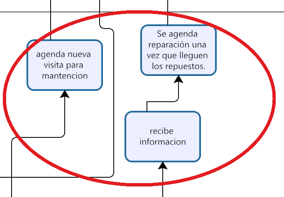 agenda nueva
visita para
mantencion
Se agenda
reparación una
vez que lleguen
los repuestos.
recibe
informacion